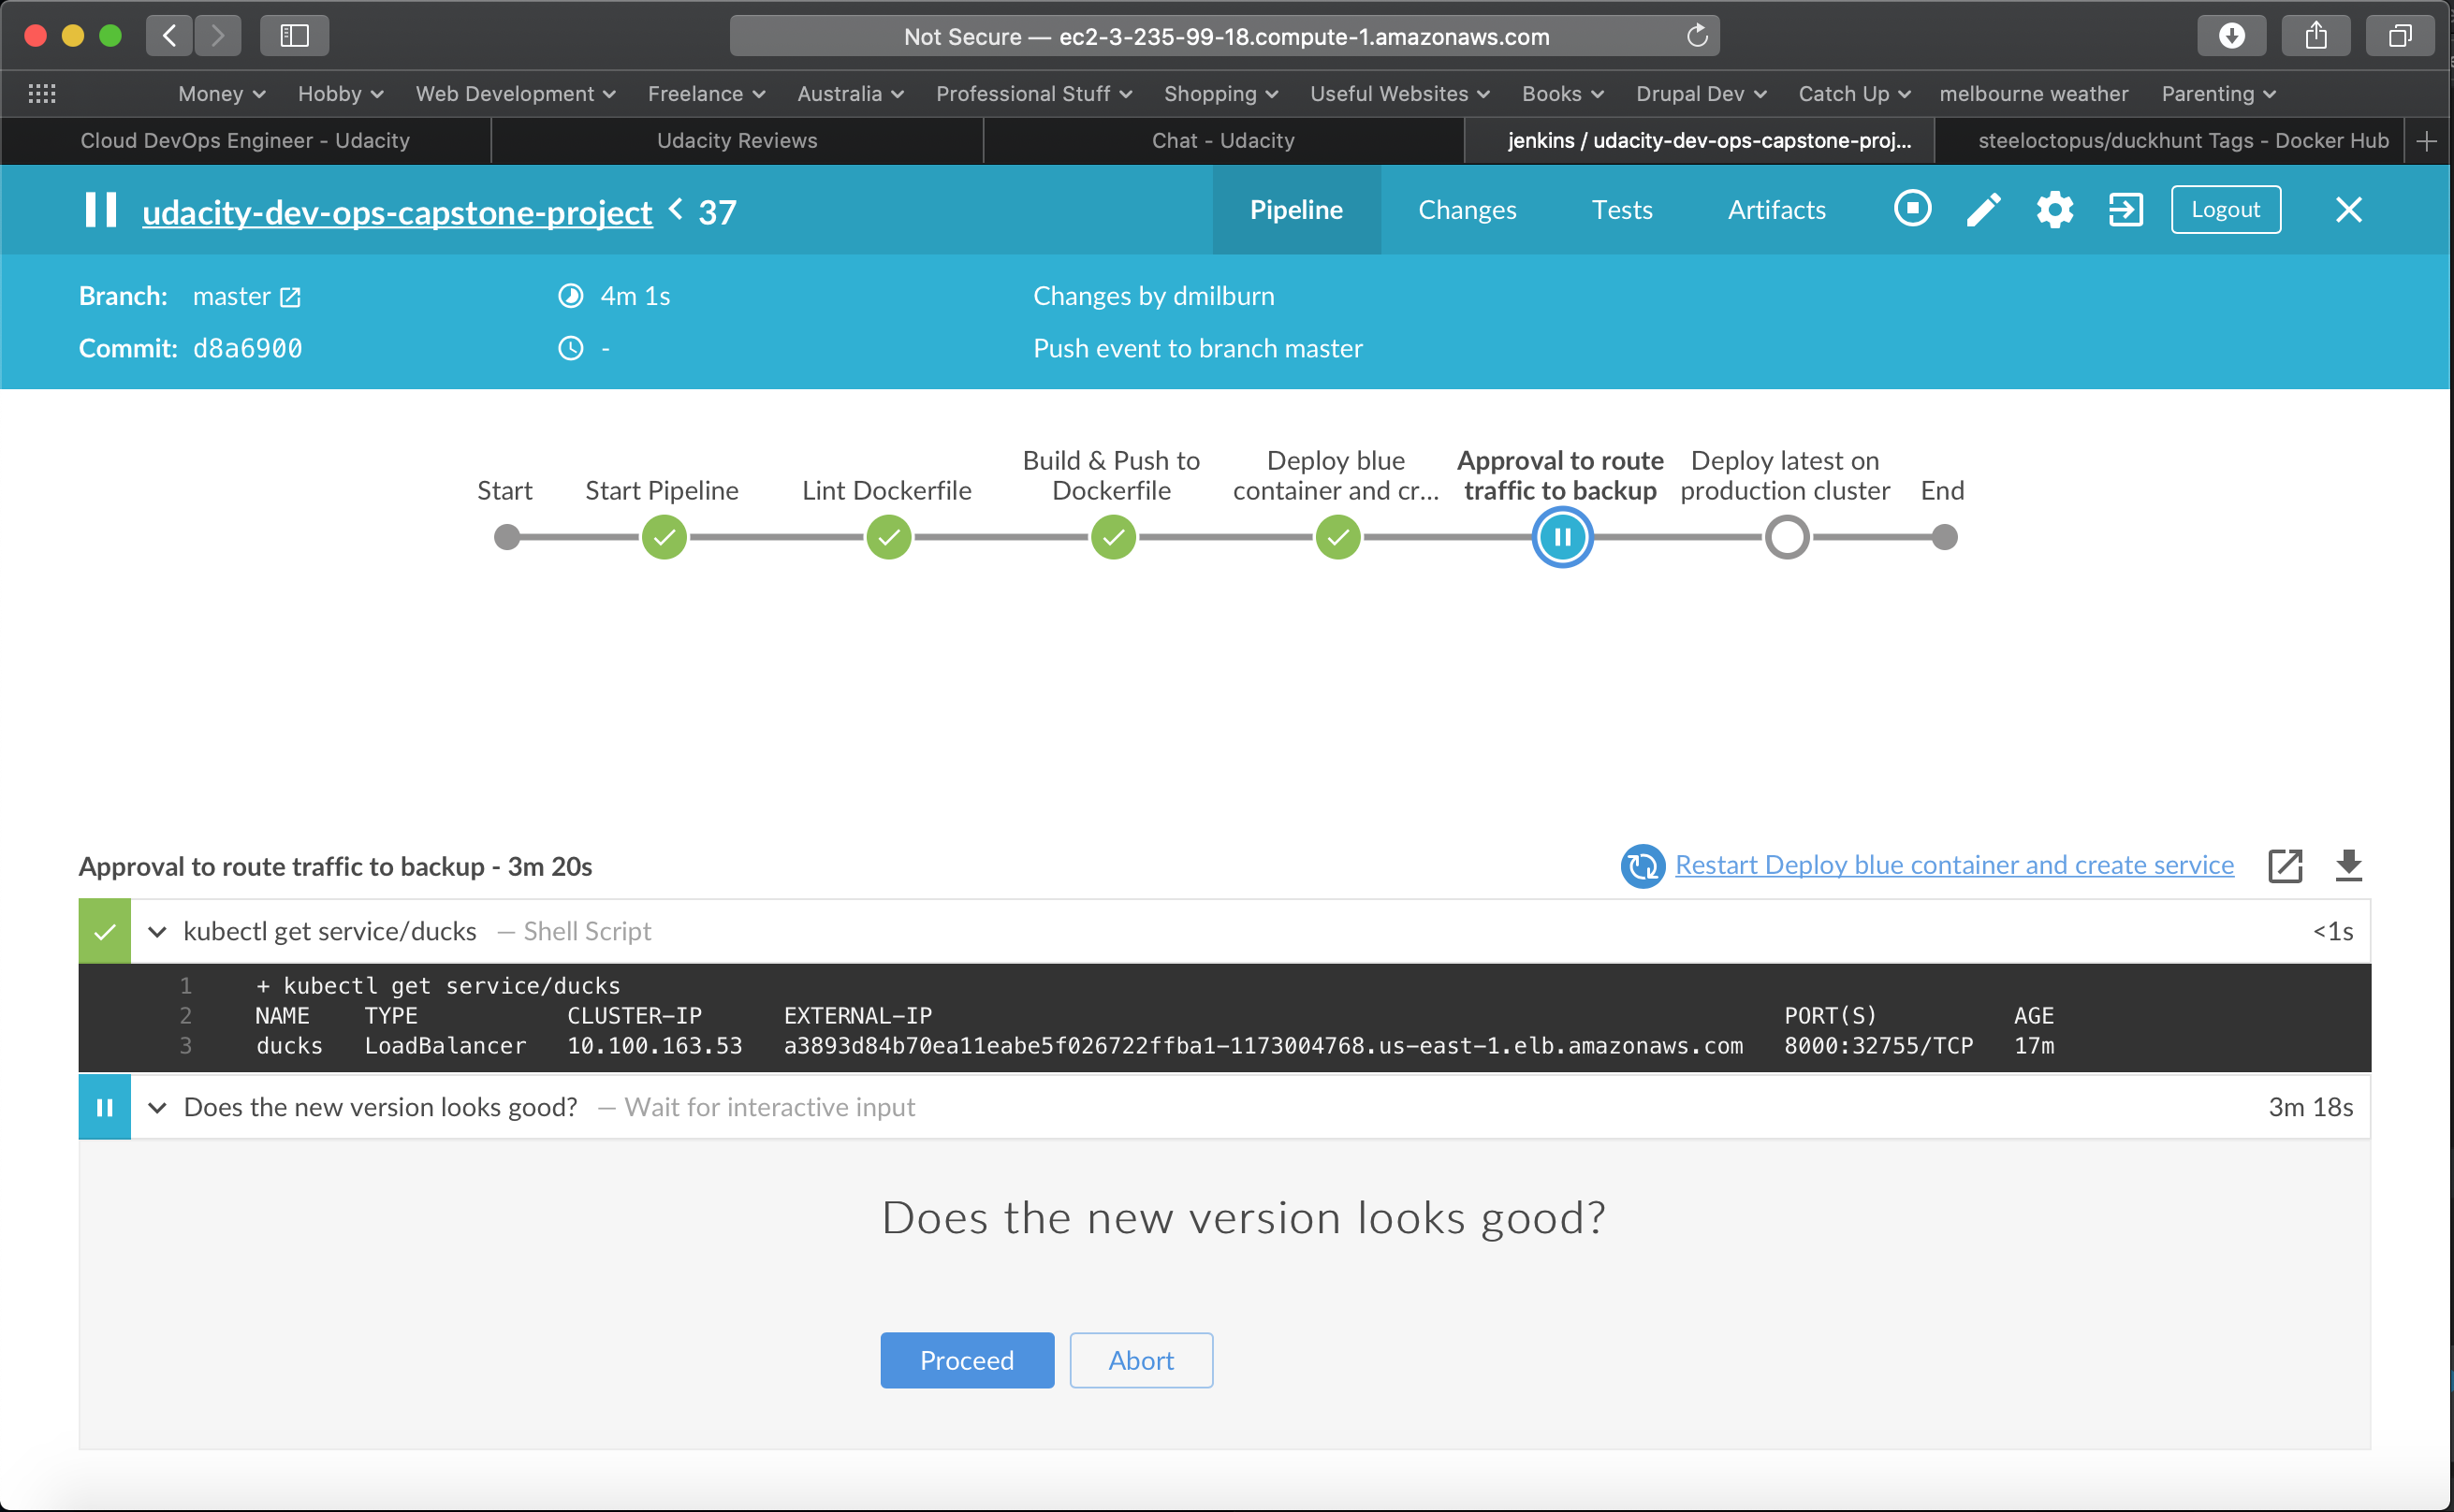 Not Secure — ec2-3-235-99-18.compute-1.amazonaws.com
Money Hobby Web Development Freelance Australia Professional Stuff Shopping Useful Websites Books Drupal Dev Catch Up melbourne weather Parenting
Cloud DevOps Engineer - Udacity Udacity Reviews Chat - Udacity jenkins / udacity-dev-ops-capstone-proj... steeloctopus/duckhunt Tags - Docker Hub
udacity-dev-ops-capstone-project < 37 Pipeline Changes Tests Artifacts Logout
Branch: master 4m 1s Changes by dmilburn
Commit: d8a6900 - Push event to branch master
Start
Start Pipeline
Lint Dockerfile
Build & Push to
Dockerfile
Deploy blue
container and cr...
Approval to route
traffic to backup
Deploy latest on
production cluster
End
Approval to route traffic to backup - 3m 20s Restart Deploy blue container and create service
kubectl get service/ducks — Shell Script <1s
1 + kubectl get service/ducks
2 NAME TYPE CLUSTER-IP EXTERNAL-IP PORT(S) AGE
3 ducks LoadBalancer 10.100.163.53 a3893d84b70ea11eabe5f026722ffba1-1173004768.us-east-1.elb.amazonaws.com 8000:32755/TCP 17m
Does the new version looks good? — Wait for interactive input 3m 18s
Does the new version looks good?
Proceed Abort